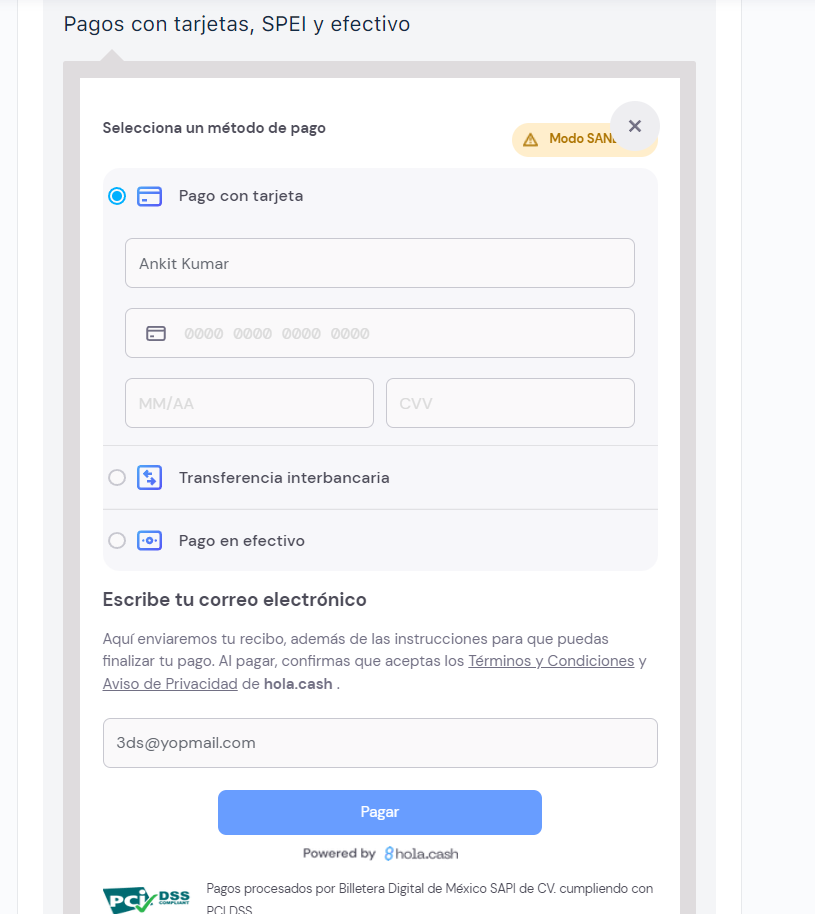 Pagos con tarjetas, SPEI y efectivo
Selecciona un método de pago
Modo
Pago con tarjeta
Ankit Kumar
0000 0000 0000 0000
MM/AA
CVV
Transferencia interbancaria
Pago en efectivo
Escribe tu correo electrónico
Aquí enviaremos tu recibo, además de las instrucciones para que puedas
finalizar tu pago. Al pagar, confirmas que aceptas los Términos y Condiciones y
Aviso de Privacidad de hola.cash .
3ds@yopmail.com
Pagar
Powered by hola.cash
PCi DSS COMPLIANT
Pagos procesados por Billetera Digital de México SAPI de CV. cumpliendo con
PCI DSS